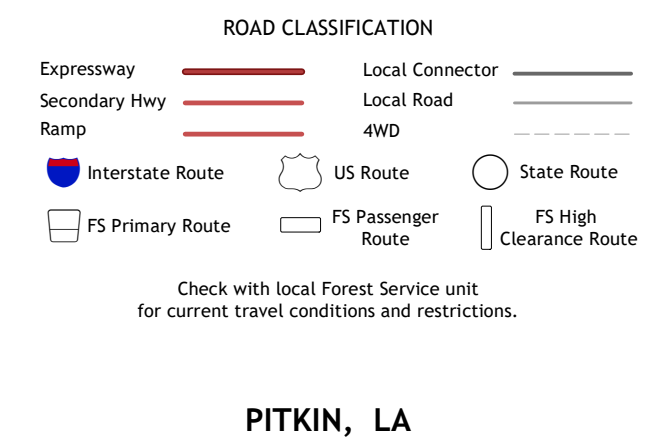 ROAD CLASSIFICATION
Expressway
Local Connector
Secondary Hwy
Local Road
Ramp
4WD
Interstate Route
US Route
State Route
FS Primary Route
FS Passenger
Route
FS High
Clearance Route
Check with local Forest Service unit
for current travel conditions and restrictions.
PITKIN, LA